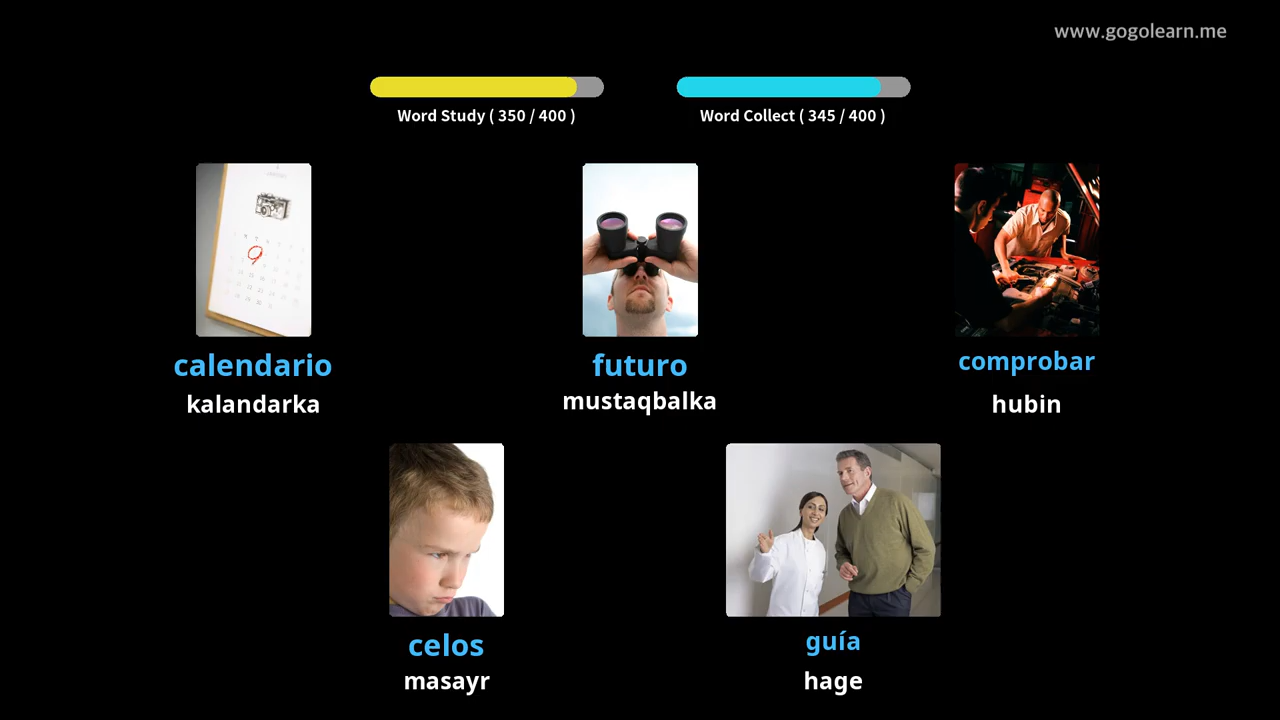 www.gogolearn.me
Word Study ( 350 / 400 )
Word Collect ( 345 / 400 )
calendario
kalandarka
futuro
mustaqbalka
comprobar
hubin
celos
masayr
guía
hage